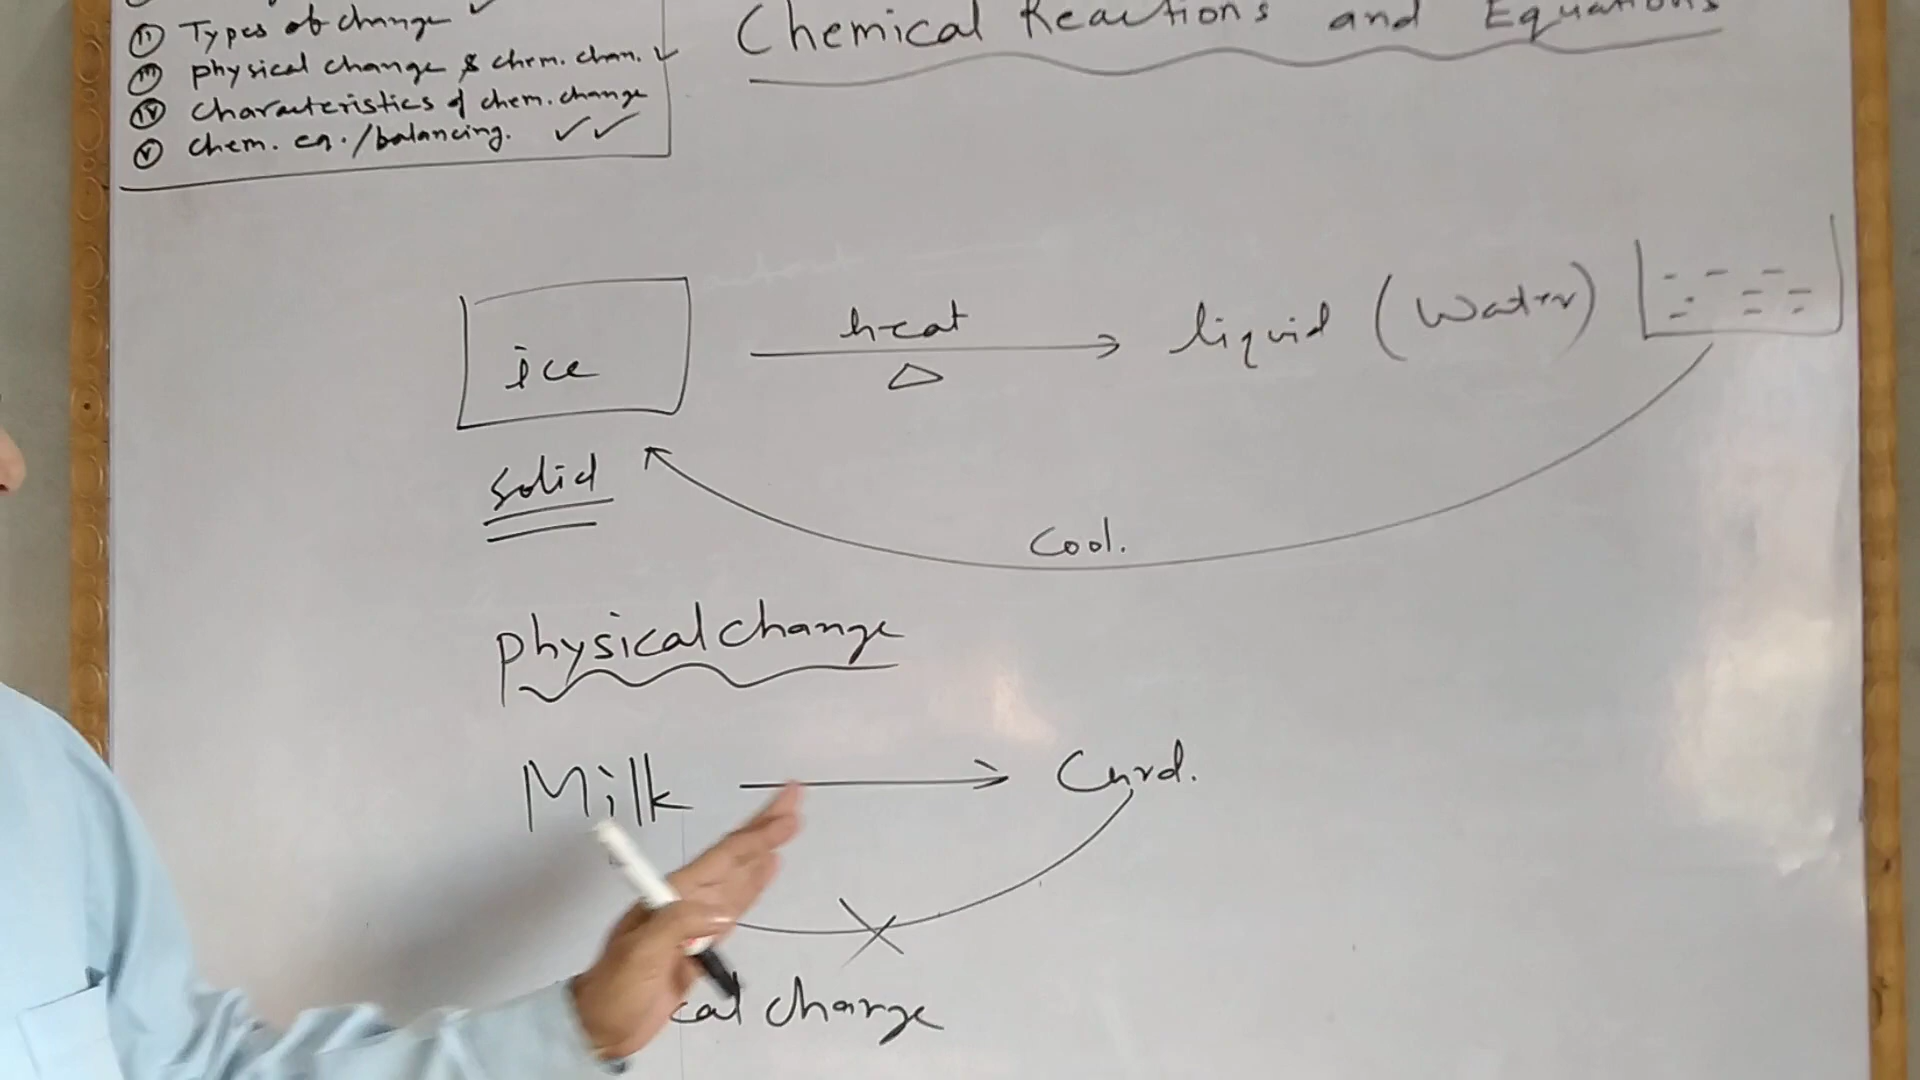 (ii) Types of change ✓
(iii) physical change & chem. chan. ✓
(iv) Characteristics of chem. change
(v) Chem. eq. / balancing. ✓✓
Chemical Reactions and Equations
ice
heat
△
liquid (Water)
solid
Cool.
physical change
Milk → Curd.
cal change